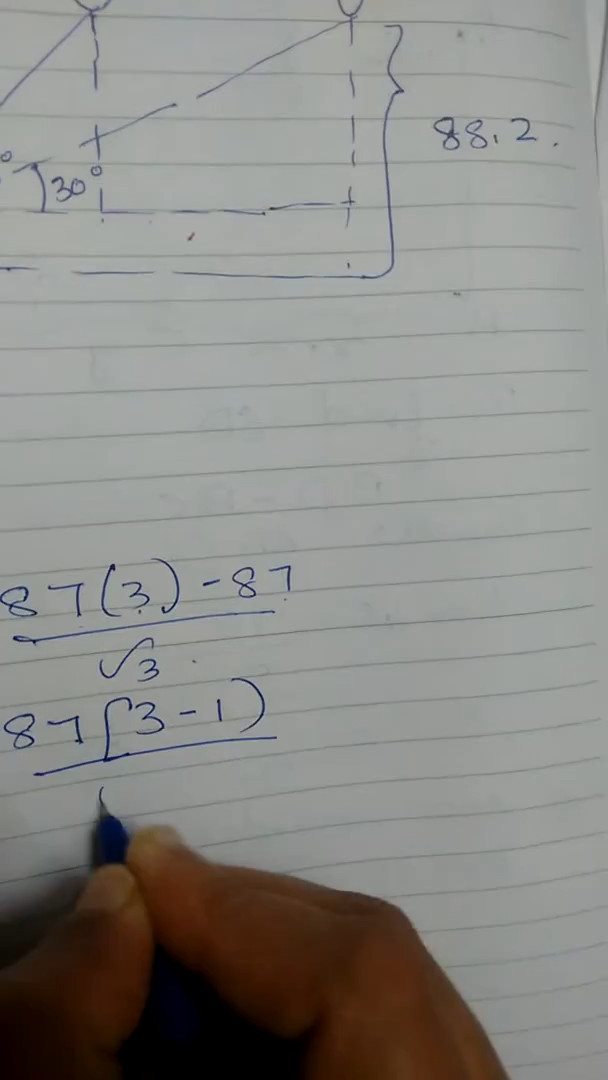 30°
88.2.
87(3) - 87
√3
87(3 - 1)